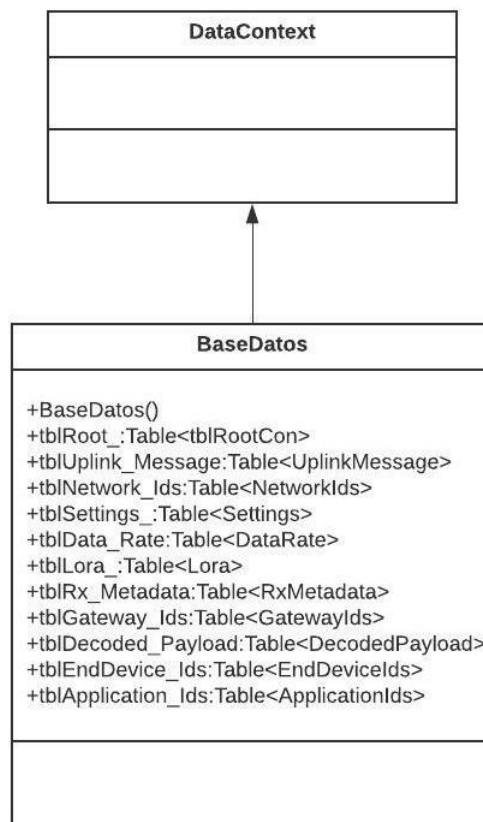 DataContext
BaseDatos
+BaseDatos()
+tblRoot_:Table<tblRootCon>
+tblUplink_Message:Table<UplinkMessage>
+tblNetwork_Ids:Table<NetworkIds>
+tblSettings_:Table<Settings>
+tblData_Rate:Table<DataRate>
+tblLora_:Table<Lora>
+tblRx_Metadata:Table<RxMetadata>
+tblGateway_Ids:Table<GatewayIds>
+tblDecoded_Payload:Table<DecodedPayload>
+tblEndDevice_Ids:Table<EndDeviceIds>
+tblApplication_Ids:Table<ApplicationIds>